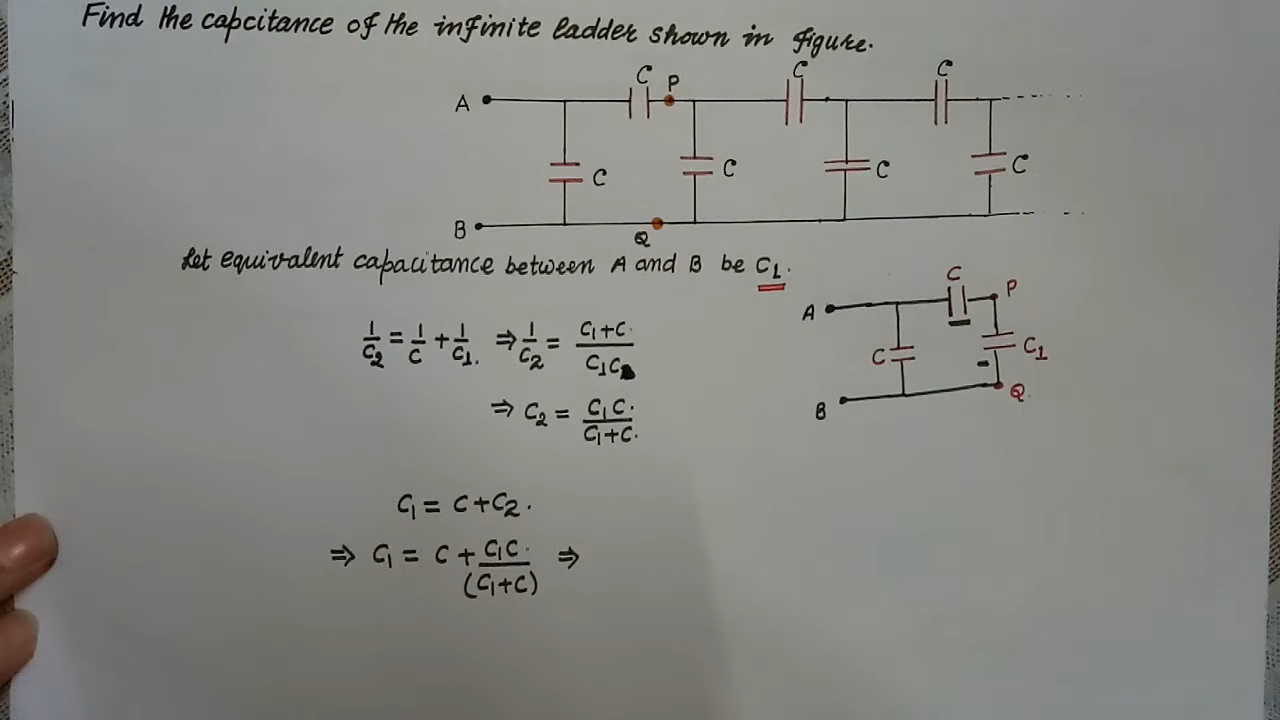 Find the capcitance of the infinite ladder shown in figure.
C P C C
A
C C C C
B
Q
Let equivalent capacitance between A and B be C₁.
C
A P
1/C₂ = 1/C + 1/C₁. ⇒ 1/C₂ = (C₁+C)/(C₁C)
C C₁
B Q.
⇒ C₂ = (C₁C.)/(C₁+C.)
C₁ = C+C₂.
⇒ C₁ = C + (C₁C.)/((C₁+C)) ⇒